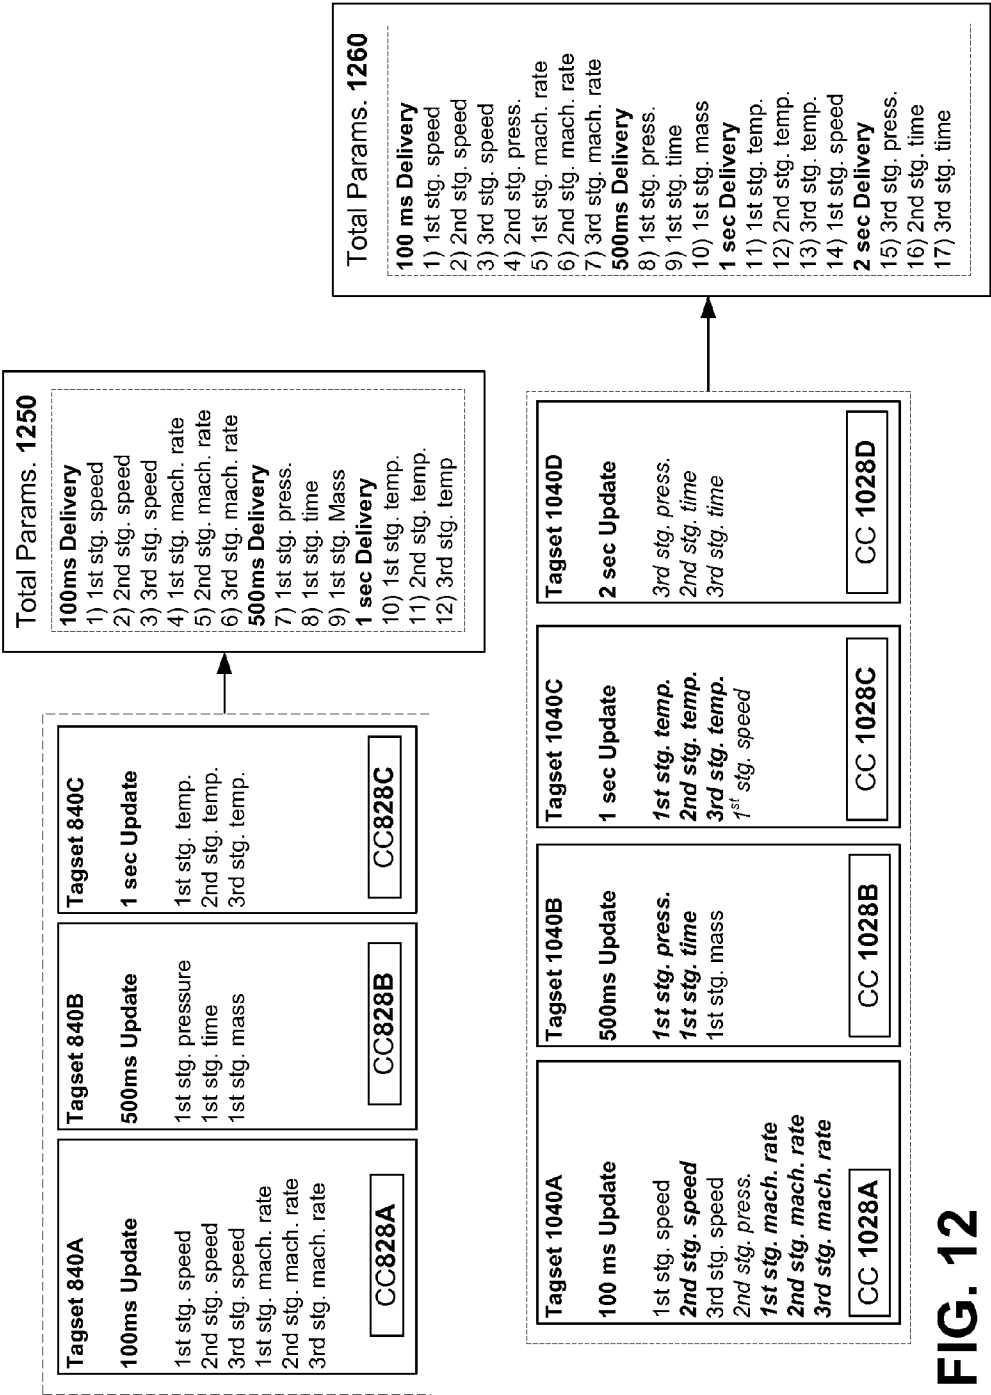 Tagset 840A
100ms Update
1st stg. speed
2nd stg. speed
3rd stg. speed
1st stg. mach. rate
2nd stg. mach. rate
3rd stg. mach. rate
CC828A
Tagset 840B
500ms Update
1st stg. pressure
1st stg. time
1st stg. mass
CC828B
Tagset 840C
1 sec Update
1st stg. temp.
2nd stg. temp.
3rd stg. temp.
CC828C
Total Params. 1250
100ms Delivery
1) 1st stg. speed
2) 2nd stg. speed
3) 3rd stg. speed
4) 1st stg. mach. rate
5) 2nd stg. mach. rate
6) 3rd stg. mach. rate
500ms Delivery
7) 1st stg. press.
8) 1st stg. time
9) 1st stg. Mass
1 sec Delivery
10) 1st stg. temp.
11) 2nd stg. temp.
12) 3rd stg. temp
Tagset 1040A
100 ms Update
1st stg. speed
2nd stg. speed
3rd stg. speed
2nd stg. press.
1st stg. mach. rate
2nd stg. mach. rate
3rd stg. mach. rate
CC 1028A
Tagset 1040B
500ms Update
1st stg. press.
1st stg. time
1st stg. mass
CC 1028B
Tagset 1040C
1 sec Update
1st stg. temp.
2nd stg. temp.
3rd stg. temp.
1st stg. speed
CC 1028C
Tagset 1040D
2 sec Update
3rd stg. press.
2nd stg. time
3rd stg. time
CC 1028D
Total Params. 1260
100 ms Delivery
1) 1st stg. speed
2) 2nd stg. speed
3) 3rd stg. speed
4) 2nd stg. press.
5) 1st stg. mach. rate
6) 2nd stg. mach. rate
7) 3rd stg. mach. rate
500ms Delivery
8) 1st stg. press.
9) 1st stg. time
10) 1st stg. mass
1 sec Delivery
11) 1st stg. temp.
12) 2nd stg. temp.
13) 3rd stg. temp.
14) 1st stg. speed
2 sec Delivery
15) 3rd stg. press.
16) 2nd stg. time
17) 3rd stg. time
FIG. 12